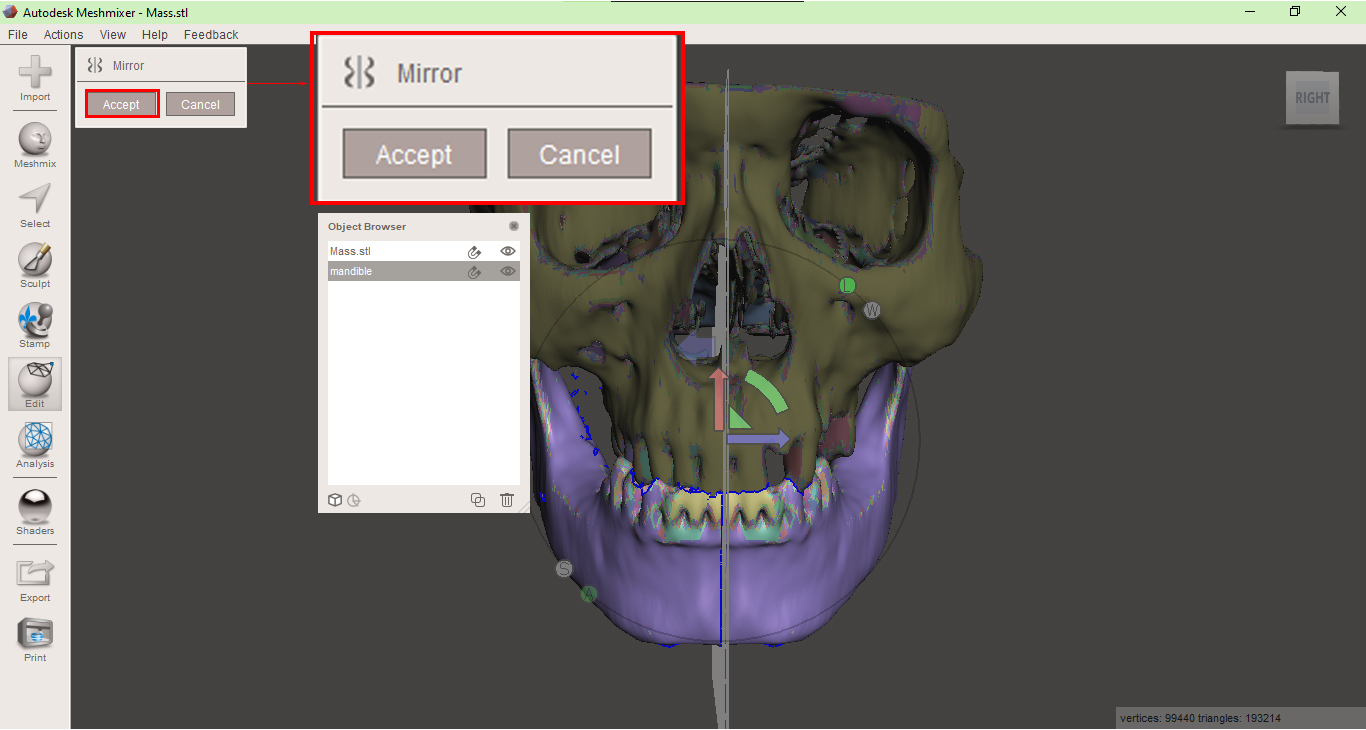 Autodesk Meshmixer - Mass.stl
File Actions View Help Feedback
Import
Meshmix
Select
Sculpt
Stamp
Edit
Analysis
Shaders
Export
Print
Mirror
Accept Cancel
Mirror
Accept Cancel
Object Browser
Mass.stl
mandible
RIGHT
L
W
S
A
vertices: 99440 triangles: 193214